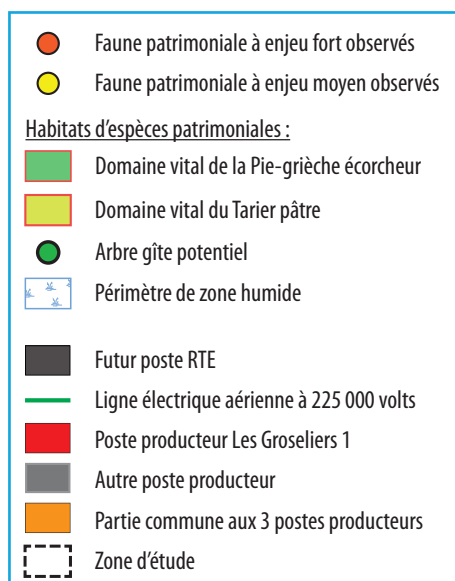 Faune patrimoniale à enjeu fort observés
Faune patrimoniale à enjeu moyen observés
Habitats d'espèces patrimoniales :
Domaine vital de la Pie-grièche écorcheur
Domaine vital du Tarier pâtre
Arbre gîte potentiel
Périmètre de zone humide
Futur poste RTE
Ligne électrique aérienne à 225 000 volts
Poste producteur Les Groseliers 1
Autre poste producteur
Partie commune aux 3 postes producteurs
Zone d'étude